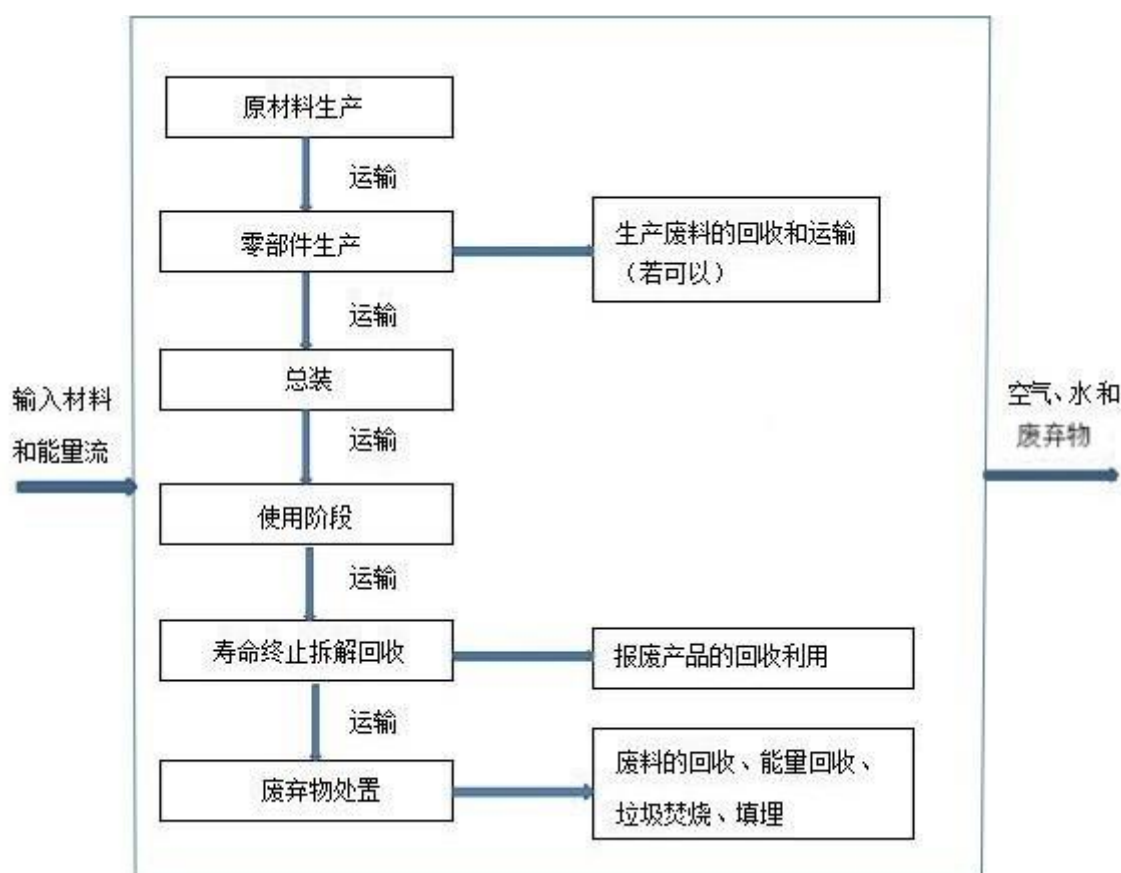 原材料生产
运输
零部件生产
生产废料的回收和运输
（若可以）
运输
总装
输入材料
和能量流
空气、水和
废弃物
运输
使用阶段
运输
寿命终止拆解回收
报废产品的回收利用
运输
废弃物处置
废料的回收、能量回收、
垃圾焚烧、填埋